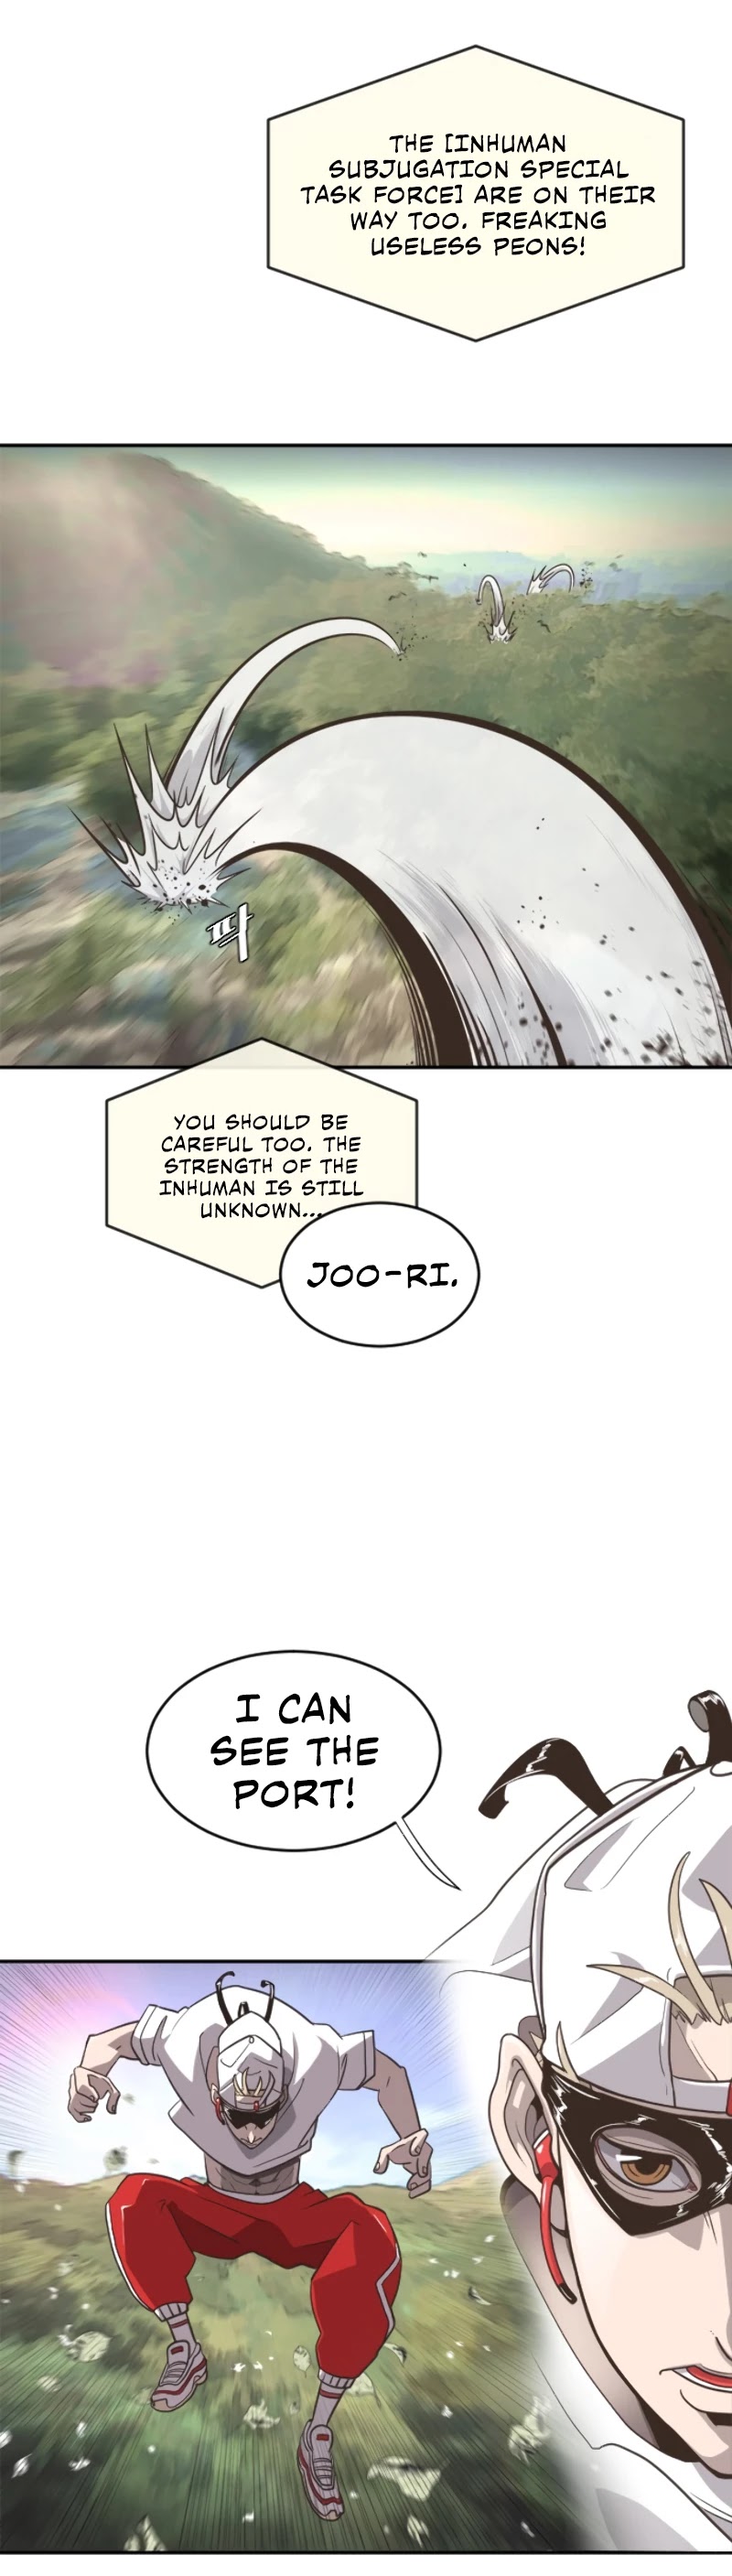 THE [INHUMAN
SUBJUGATION SPECIAL
TASK FORCE] ARE ON THEIR
WAY TOO. FREAKING
USELESS PEONS!
팍
YOU SHOULD BE
CAREFUL TOO. THE
STRENGTH OF THE
INHUMAN IS STILL
UNKNOWN...
JOO-RI.
I CAN
SEE THE
PORT!